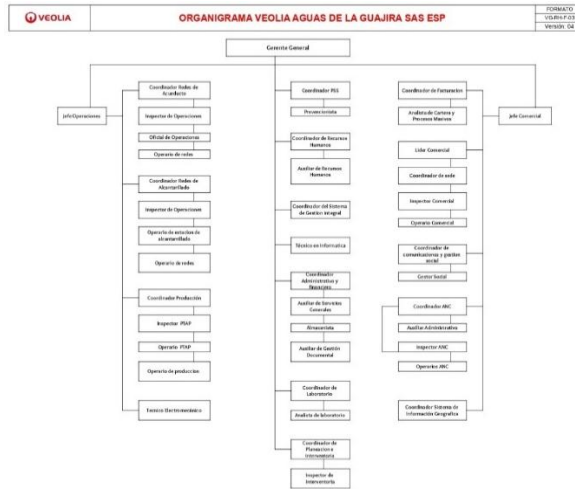 VEOLIA
ORGANIGRAMA VEOLIA AGUAS DE LA GUAJIRA SAS ESP
FORMATO
VG-RH-F-03
Versión: 04
Gerente General
Jefe Operaciones
Coordinador Redes de
Acueducto
Inspector de Operaciones
Oficial de Operaciones
Operario de redes
Coordinador Redes de
Alcantarillado
Inspector de Operaciones
Operario de estacion de
alcantarillado
Operario de redes
Coordinador Producción
Inspector PTAP
Operario PTAP
Operario de produccion
Tecnico Electromecánico
Coordinador PSS
Prevencionista
Coordinador de Recursos
Humanos
Auxiliar de Recursos
Humanos
Coordinador del Sistema
de Gestión Integral
Técnico en Informatica
Coordinador
Administrativo y
financiero
Auxiliar de Servicios
Generales
Almacenista
Auxiliar de Gestión
Documental
Coordinador de
Laboratorio
Analista de laboratorio
Coordinador de
Planeacion e
Interventoria
Inspector de
Interventoria
Coordinador de Facturacion
Analista de Cartera y
Procesos Masivos
Jefe Comercial
Lider Comercial
Coordinador de sede
Inspector Comercial
Operario Comercial
Coordinador de
comunicaciones y gestion
social
Gestor Social
Coordinador ANC
Auxiliar Administrativo
Inspector ANC
Operarios ANC
Coordinador Sistema de
Información Geografica